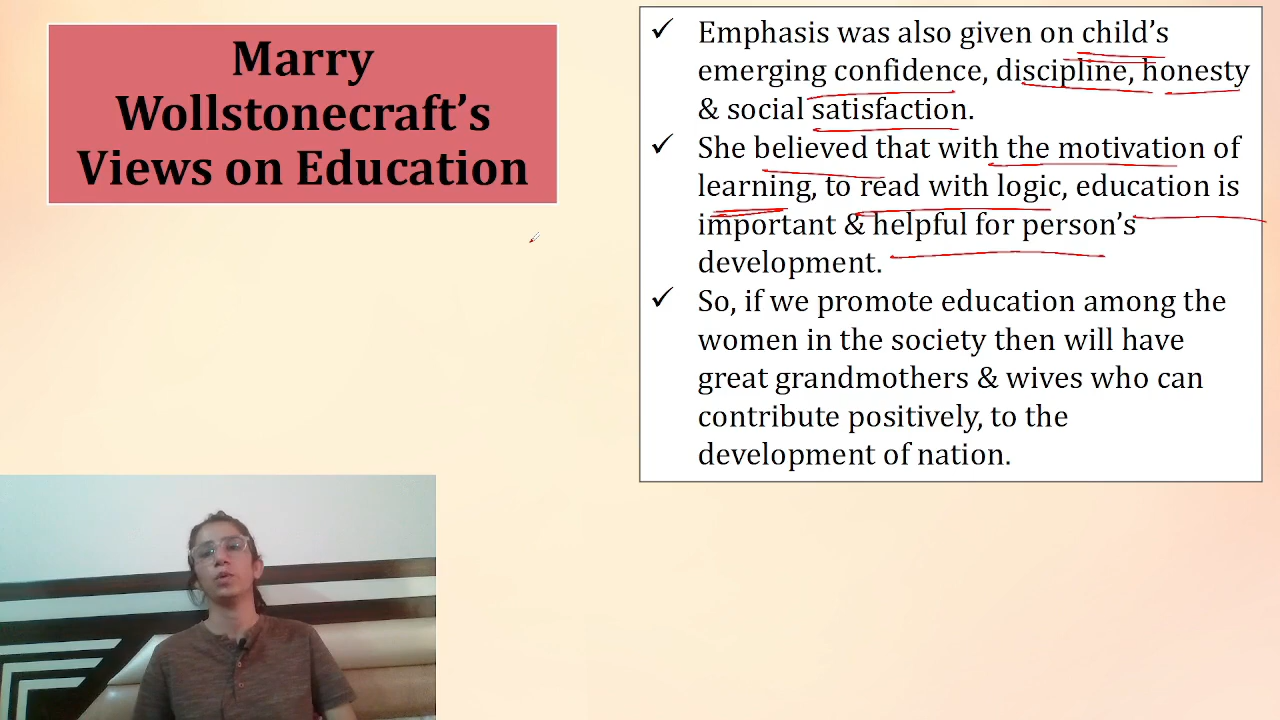 Marry
Wollstonecraft's
Views on Education
✓ Emphasis was also given on child's
emerging confidence, discipline, honesty
& social satisfaction.
✓ She believed that with the motivation of
learning, to read with logic, education is
important & helpful for person's
development.
✓ So, if we promote education among the
women in the society then will have
great grandmothers & wives who can
contribute positively, to the
development of nation.